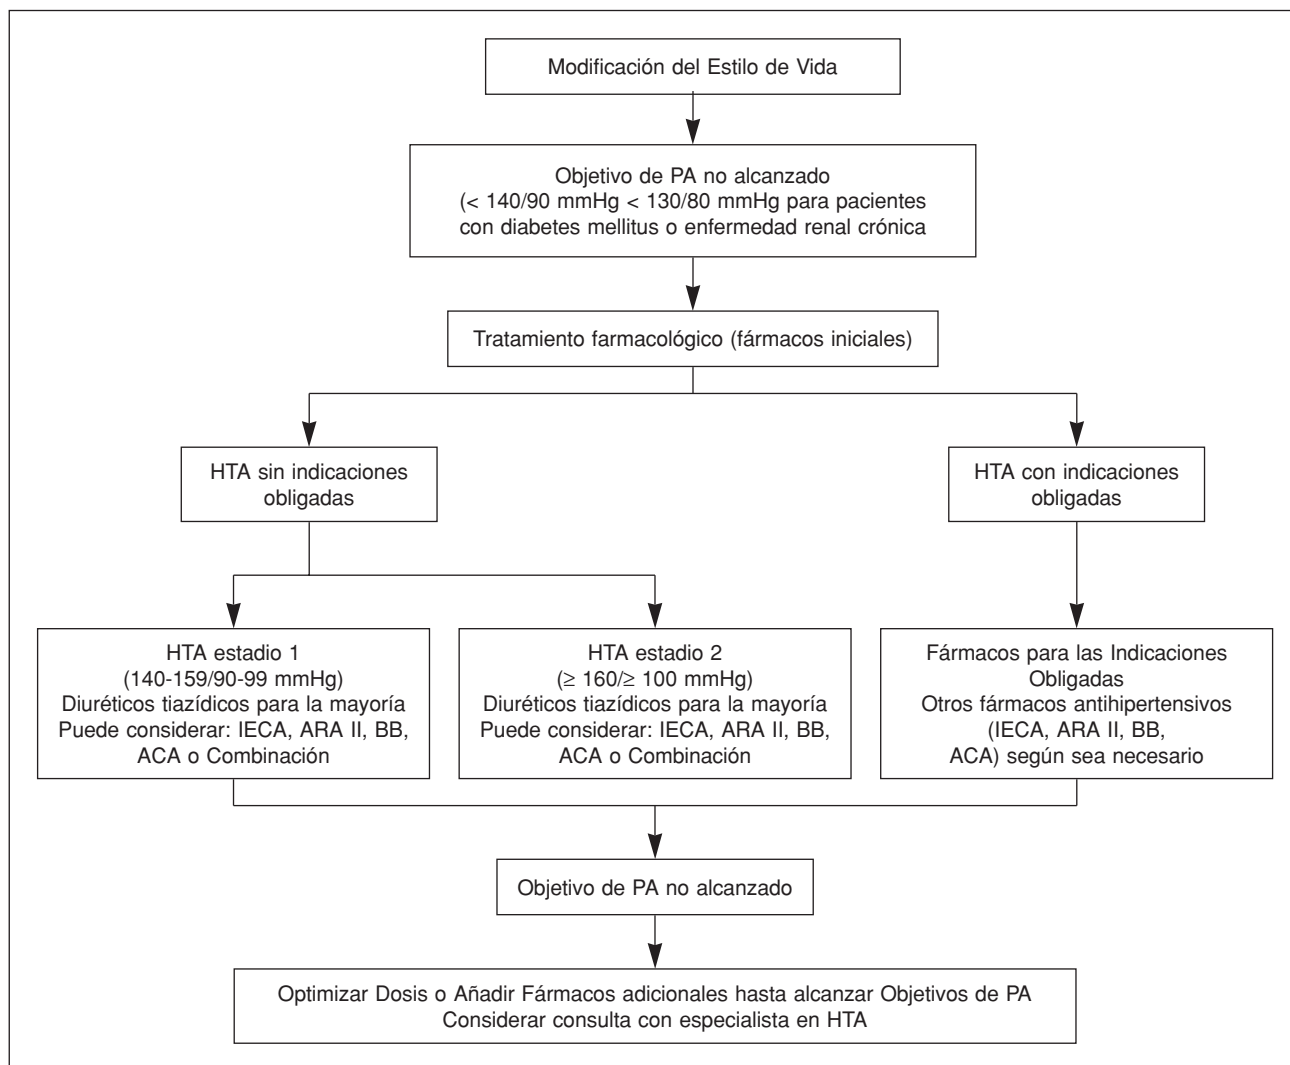 Modificación del Estilo de Vida
Objetivo de PA no alcanzado
(< 140/90 mmHg < 130/80 mmHg para pacientes
con diabetes mellitus o enfermedad renal crónica
Tratamiento farmacológico (fármacos iniciales)
HTA sin indicaciones
obligadas
HTA con indicaciones
obligadas
HTA estadio 1
(140-159/90-99 mmHg)
Diuréticos tiazídicos para la mayoría
Puede considerar: IECA, ARA II, BB,
ACA o Combinación
HTA estadio 2
(≥ 160/≥ 100 mmHg)
Diuréticos tiazídicos para la mayoría
Puede considerar: IECA, ARA II, BB,
ACA o Combinación
Fármacos para las Indicaciones
Obligadas
Otros fármacos antihipertensivos
(IECA, ARA II, BB,
ACA) según sea necesario
Objetivo de PA no alcanzado
Optimizar Dosis o Añadir Fármacos adicionales hasta alcanzar Objetivos de PA
Considerar consulta con especialista en HTA